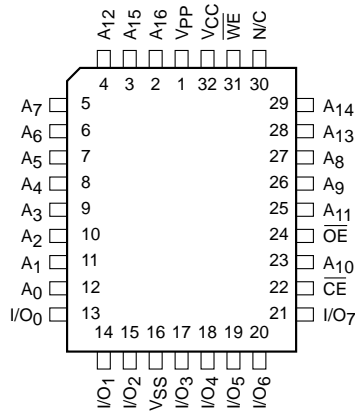 A12 A15 A16 VPP VCC W̅E̅ N/C
4 3 2 1 32 31 30
A7 5 29 A14
A6 6 28 A13
A5 7 27 A8
A4 8 26 A9
A3 9 25 A11
A2 10 24 O̅E̅
A1 11 23 A10
A0 12 22 C̅E̅
I/O0 13 21 I/O7
14 15 16 17 18 19 20
I/O1 I/O2 VSS I/O3 I/O4 I/O5 I/O6